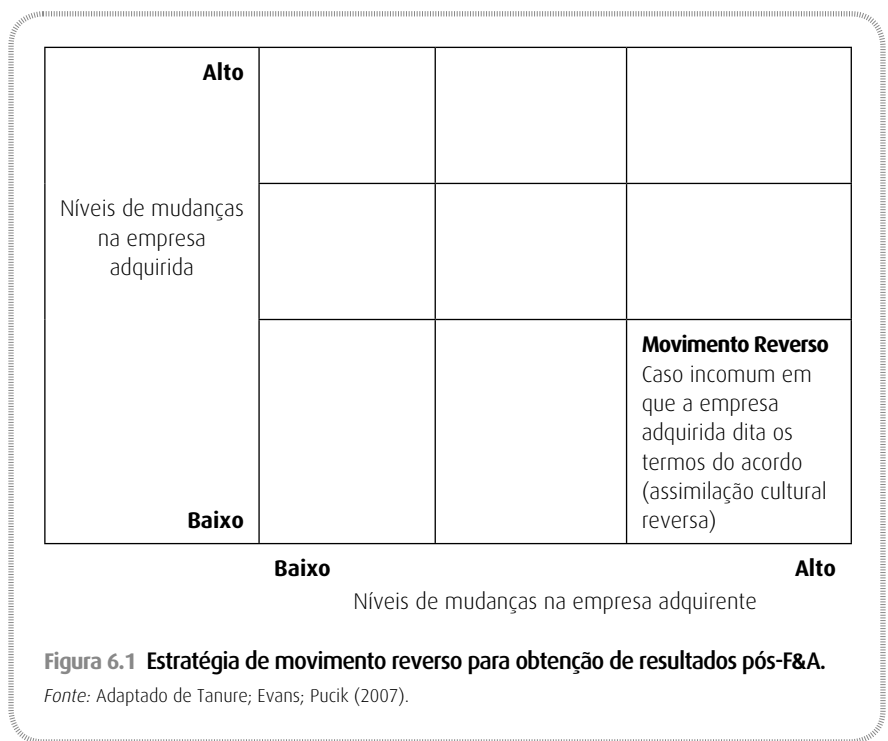 Alto
Níveis de mudanças
na empresa
adquirida
Movimento Reverso
Caso incomum em
que a empresa
adquirida dita os
termos do acordo
(assimilação cultural
reversa)
Baixo
Baixo
Alto
Níveis de mudanças na empresa adquirente
Figura 6.1 Estratégia de movimento reverso para obtenção de resultados pós-F&A.
Fonte: Adaptado de Tanure; Evans; Pucik (2007).